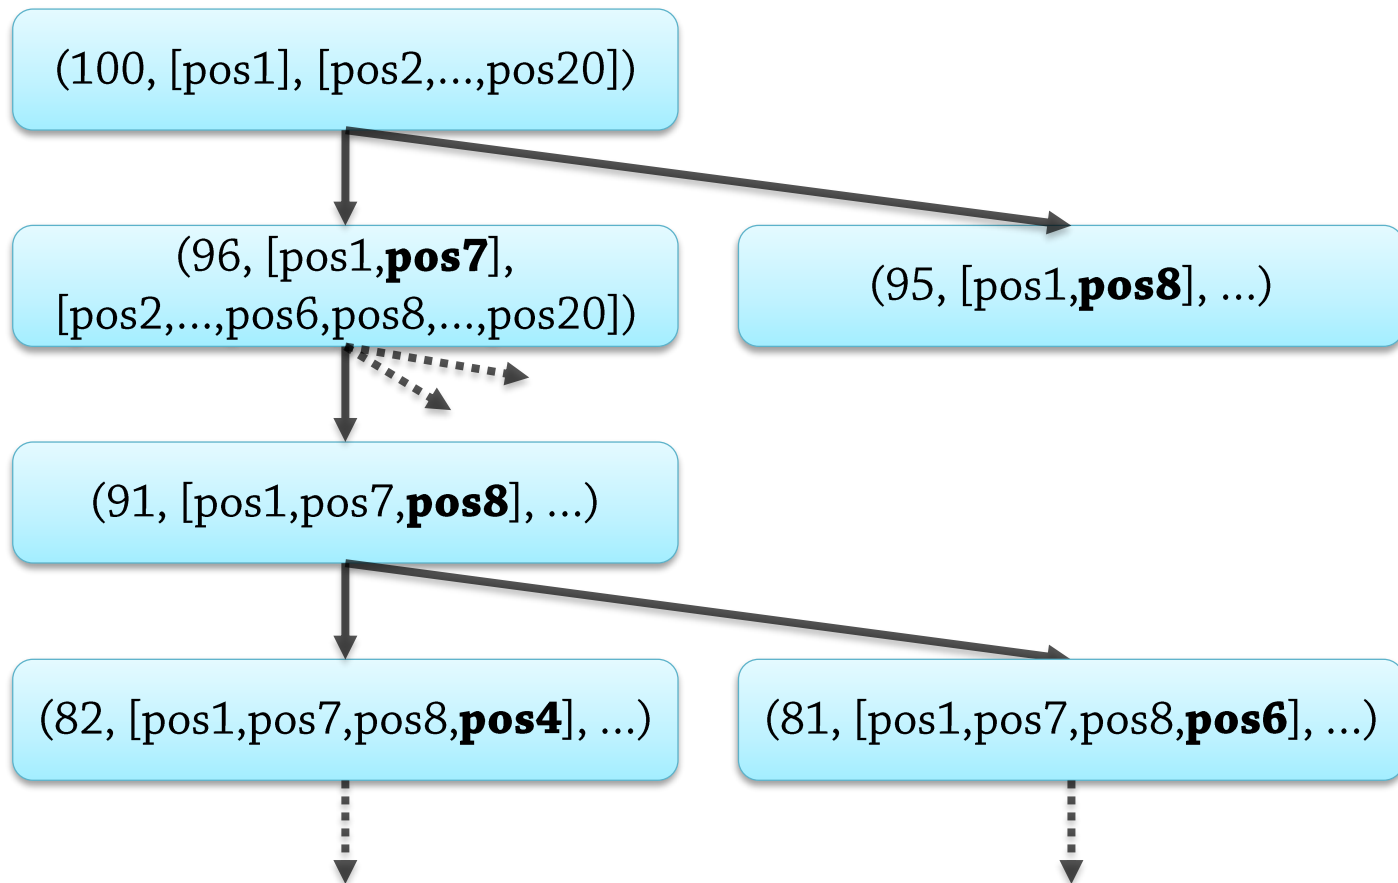 (100, [pos1], [pos2,...,pos20])
(96, [pos1,pos7],
[pos2,...,pos6,pos8,...,pos20])
(95, [pos1,pos8], ...)
(91, [pos1,pos7,pos8], ...)
(82, [pos1,pos7,pos8,pos4], ...)
(81, [pos1,pos7,pos8,pos6], ...)